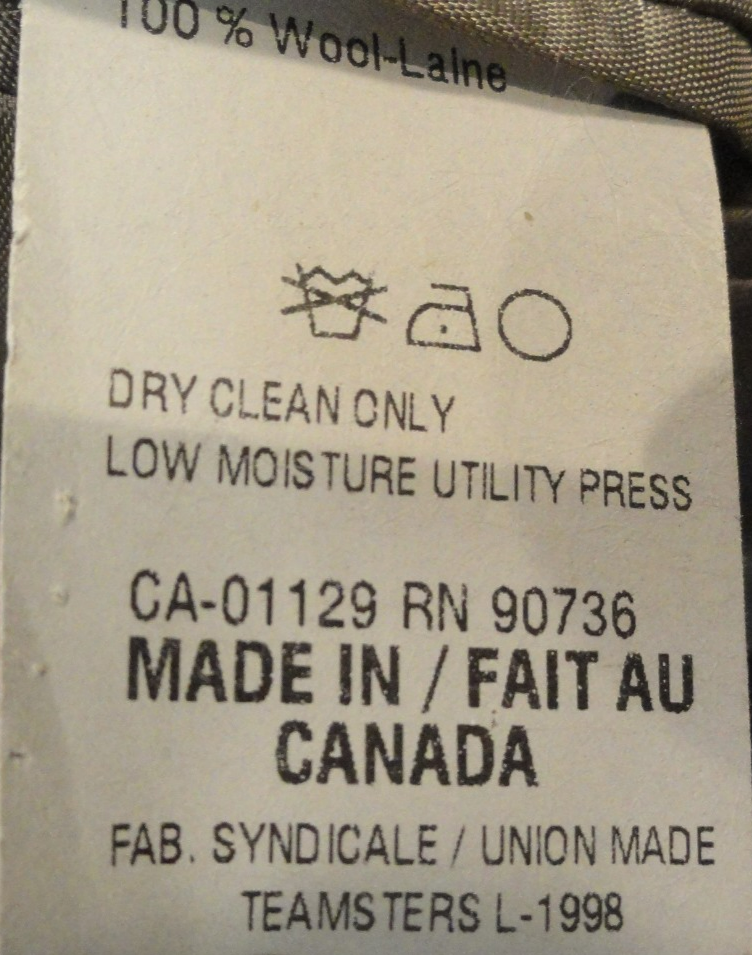 100 % Wool-Laine
DRY CLEAN ONLY
LOW MOISTURE UTILITY PRESS
CA-01129 RN 90736
MADE IN / FAIT AU
CANADA
FAB. SYNDICALE / UNION MADE
TEAMSTERS L-1998